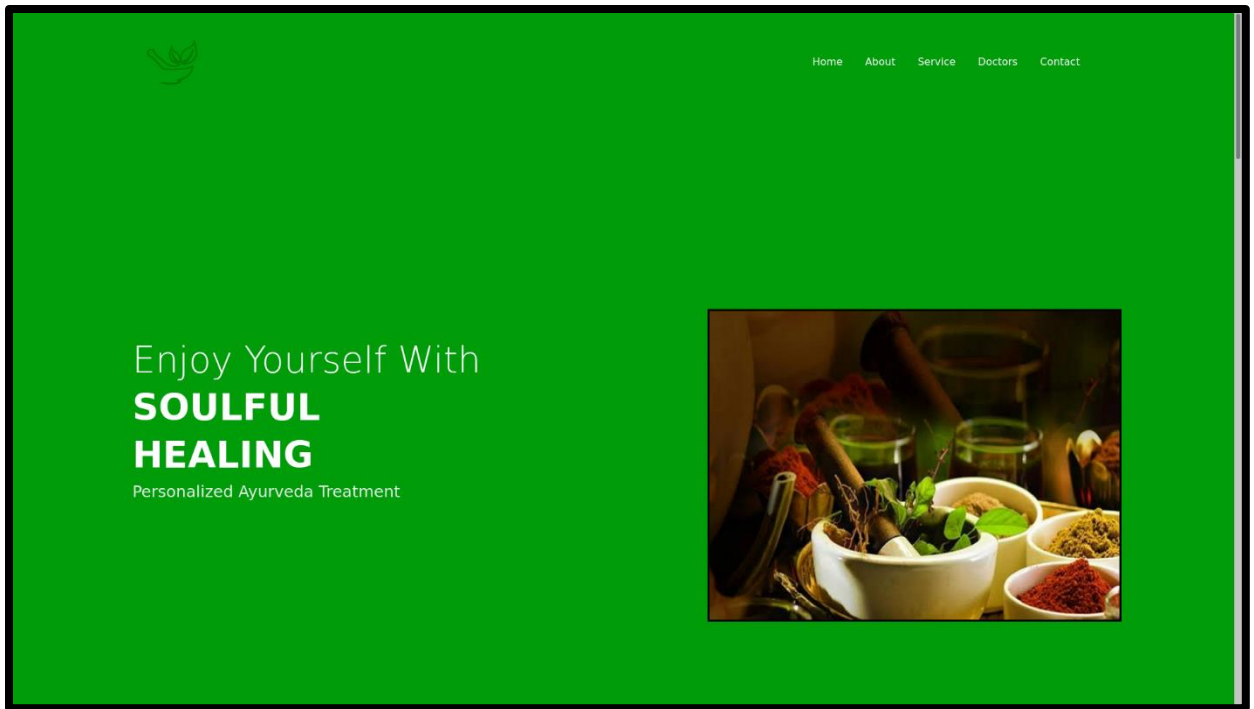 Home About Service Doctors Contact
Enjoy Yourself With
SOULFUL
HEALING
Personalized Ayurveda Treatment